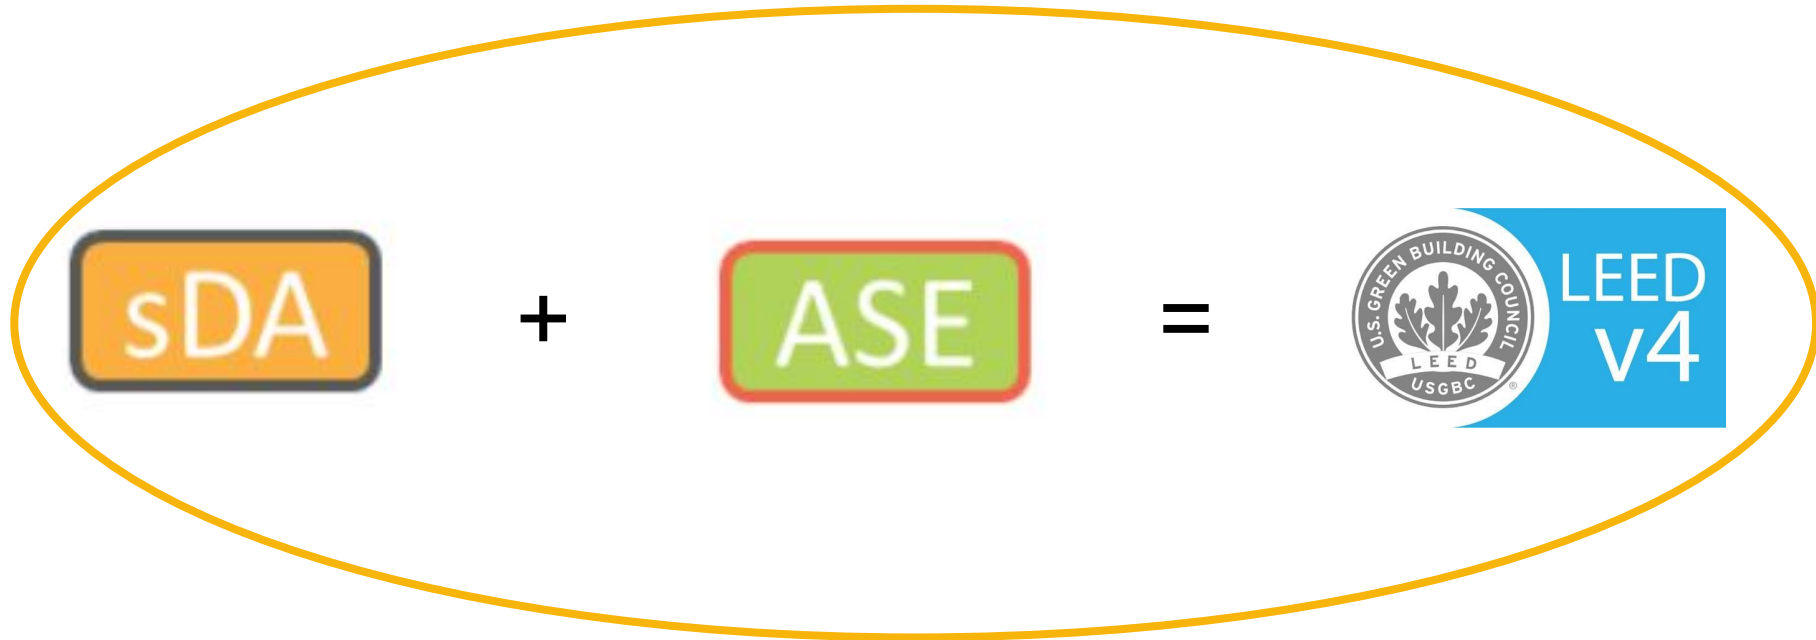 sDA
+
ASE
=
U.S. GREEN BUILDING COUNCIL
LEED
USGBC
®
LEED
v4